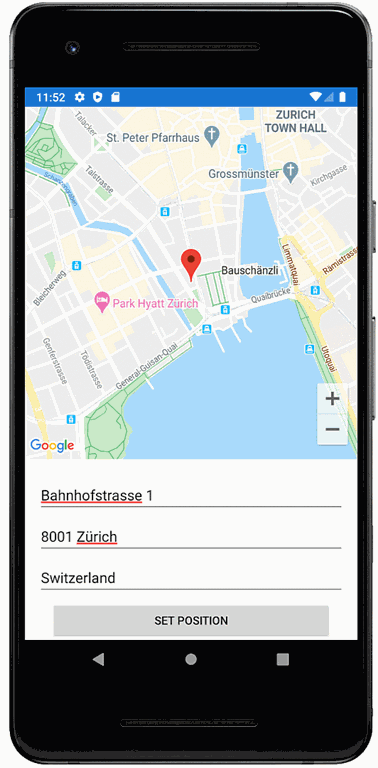 11:52
Talacker
St. Peter Pfarrhaus
ZURICH
TOWN HALL
Talstrasse
Schanzengraben
Grossmünster
Kirchgasse
Limmatquai
Rämistrasse
Bauschänzli
Bleicherweg
Park Hyatt Zürich
Quaibrücke
Genferstrasse
Tödistrasse
General-Guisan-Quai
Utoquai
+
−
Google
Bahnhofstrasse 1
8001 Zürich
Switzerland
SET POSITION